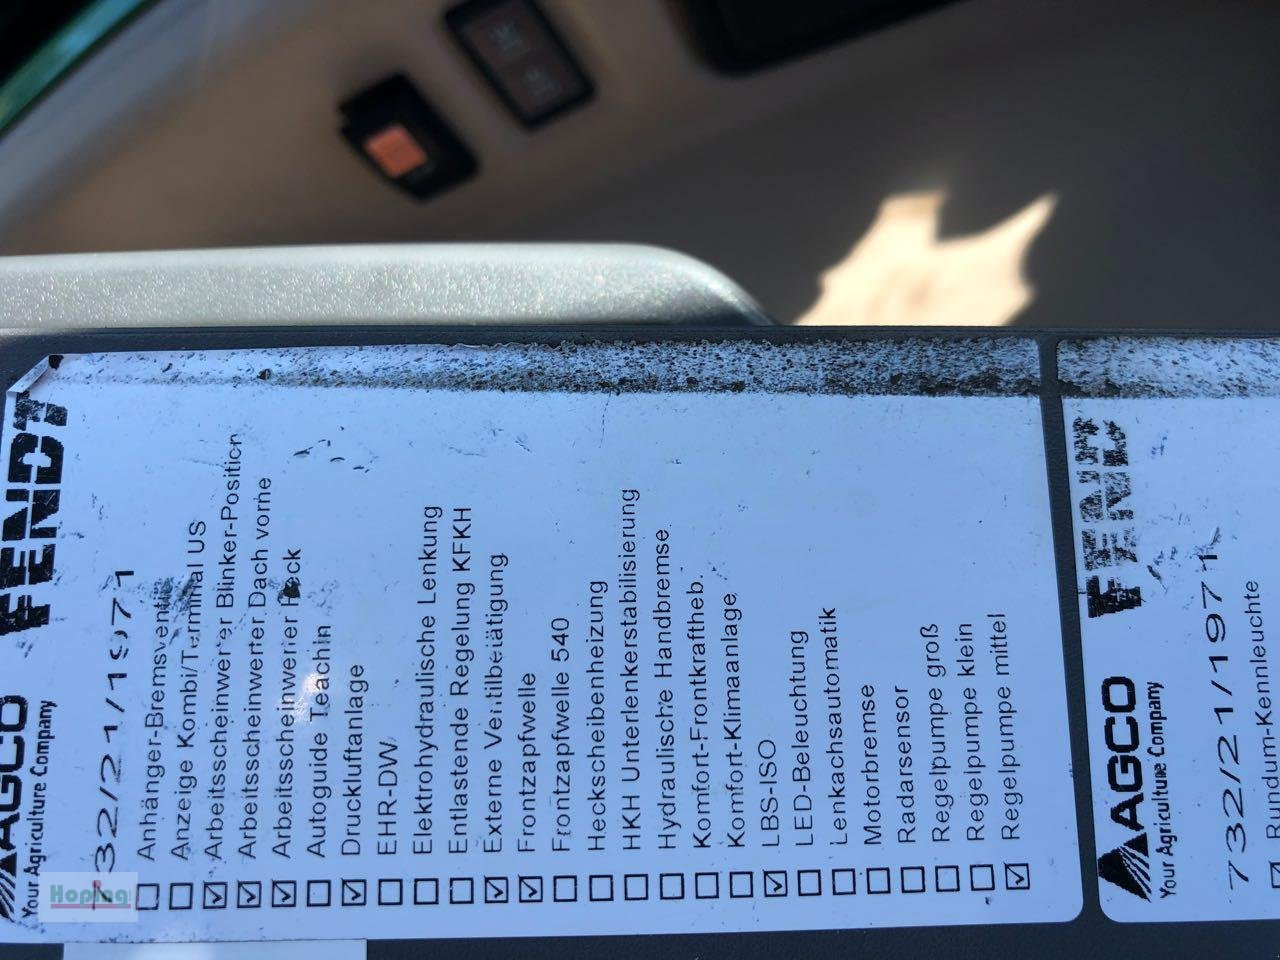 AGCO FENDT
Your Agriculture Company
732/21/1971
☐ Anhänger-Bremsventil
☐ Anzeige Kombi/Terminal US
☑ Arbeitsscheinwerfer Blinker-Position
☑ Arbeitsscheinwerfer Dach vorne
☑ Arbeitsscheinwerfer Heck
☐ Autoguide Teachin
☑ Druckluftanlage
☐ EHR-DW
☐ Elektrohydraulische Lenkung
☐ Entlastende Regelung KFKH
☑ Externe Ventilbetätigung
☑ Frontzapfwelle
☐ Frontzapfwelle 540
☐ Heckscheibenheizung
☐ HKH Unterlenkerstabilisierung
☐ Hydraulische Handbremse
☐ Komfort-Frontkraftheb.
☐ Komfort-Klimaanlage
☑ LBS-ISO
☐ LED-Beleuchtung
☐ Lenkachsautomatik
☐ Motorbremse
☐ Radarsensor
☐ Regelpumpe groß
☐ Regelpumpe klein
☑ Regelpumpe mittel
AGCO FENDT
Your Agriculture Company
732/21/1971
☑ Rundum-Kennleuchte
Hoping